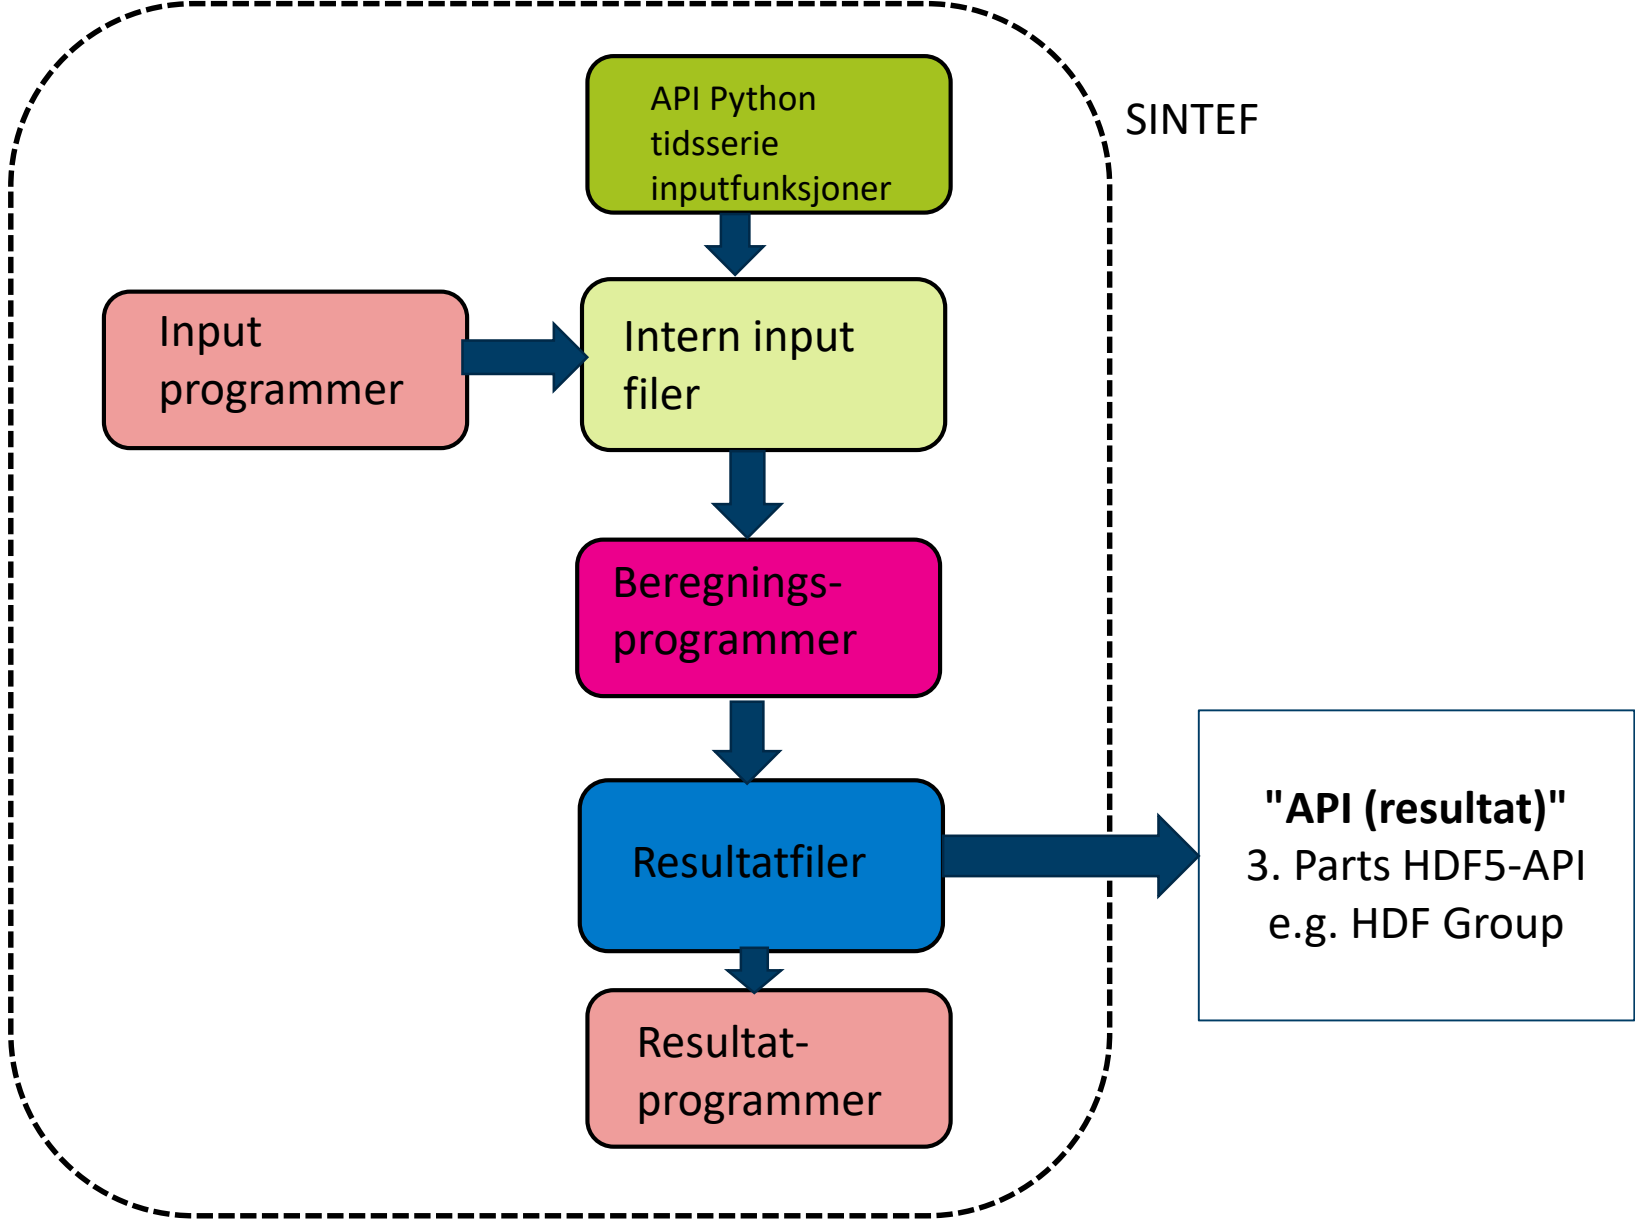 API Python
tidsserie
inputfunksjoner
SINTEF
Input
programmer
Intern input
filer
Beregnings-
programmer
Resultatfiler
"API (resultat)"
3. Parts HDF5-API
e.g. HDF Group
Resultat-
programmer